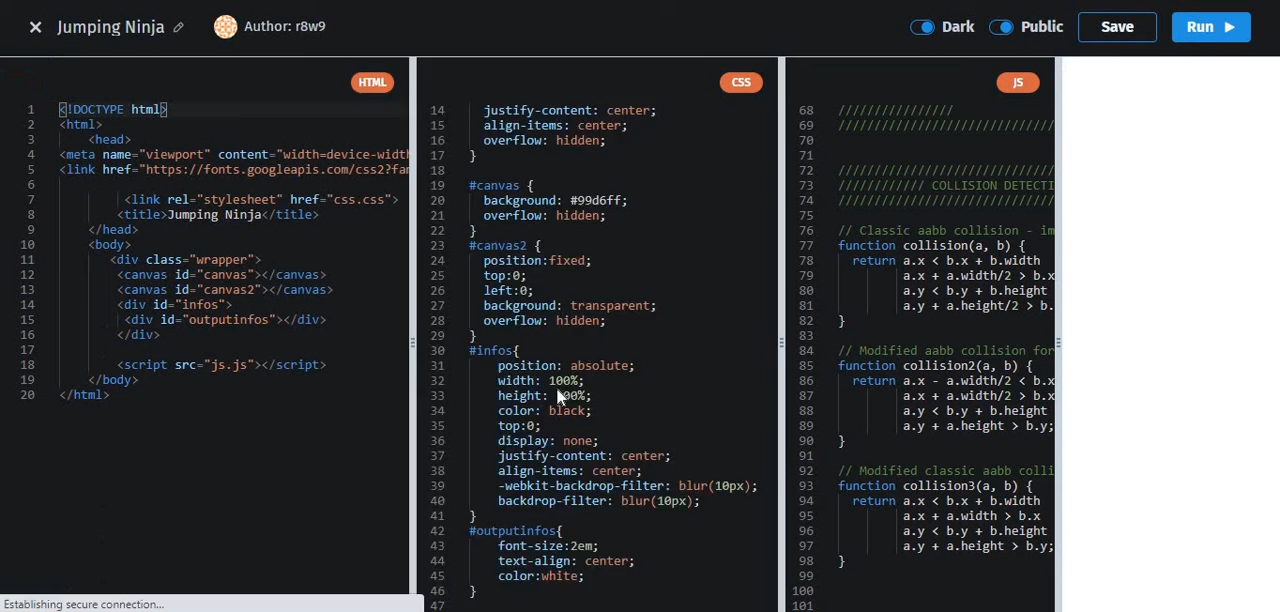 Jumping Ninja
Author: r8w9
Dark
Public
Save
Run
HTML
1 <!DOCTYPE html>
2 <html>
3 <head>
4 <meta name="viewport" content="width=device-widt
5 <link href="https://fonts.googleapis.com/css2?fa
6
7 <link rel="stylesheet" href="css.css">
8 <title>Jumping Ninja</title>
9 </head>
10 <body>
11 <div class="wrapper">
12 <canvas id="canvas"></canvas>
13 <canvas id="canvas2"></canvas>
14 <div id="infos">
15 <div id="outputinfos"></div>
16 </div>
17
18 <script src="js.js"></script>
19 </body>
20 </html>
CSS
14 justify-content: center;
15 align-items: center;
16 overflow: hidden;
17 }
18
19 #canvas {
20 background: #99d6ff;
21 overflow: hidden;
22 }
23 #canvas2 {
24 position:fixed;
25 top:0;
26 left:0;
27 background: transparent;
28 overflow: hidden;
29 }
30 #infos{
31 position: absolute;
32 width: 100%;
33 height: 100%;
34 color: black;
35 top:0;
36 display: none;
37 justify-content: center;
38 align-items: center;
39 -webkit-backdrop-filter: blur(10px);
40 backdrop-filter: blur(10px);
41 }
42 #outputinfos{
43 font-size:2em;
44 text-align: center;
45 color:white;
46 }
47
JS
68 ////////////////
69 //////////////////////////////
70
71
72 //////////////////////////////
73 //////////// COLLISION DETECTI
74 //////////////////////////////
75
76 // Classic aabb collision - im
77 function collision(a, b) {
78 return a.x < b.x + b.width
79 a.x + a.width/2 > b.x
80 a.y < b.y + b.height
81 a.y + a.height/2 > b.
82 }
83
84 // Modified aabb collision for
85 function collision2(a, b) {
86 return a.x - a.width/2 < b
87 a.x + a.width/2 > b.x
88 a.y < b.y + b.height
89 a.y + a.height > b.y;
90 }
91
92 // Modified classic aabb colli
93 function collision3(a, b) {
94 return a.x < b.x + b.width
95 a.x + a.width > b.x
96 a.y < b.y + b.height
97 a.y + a.height > b.y;
98 }
99
100
101
Establishing secure connection...